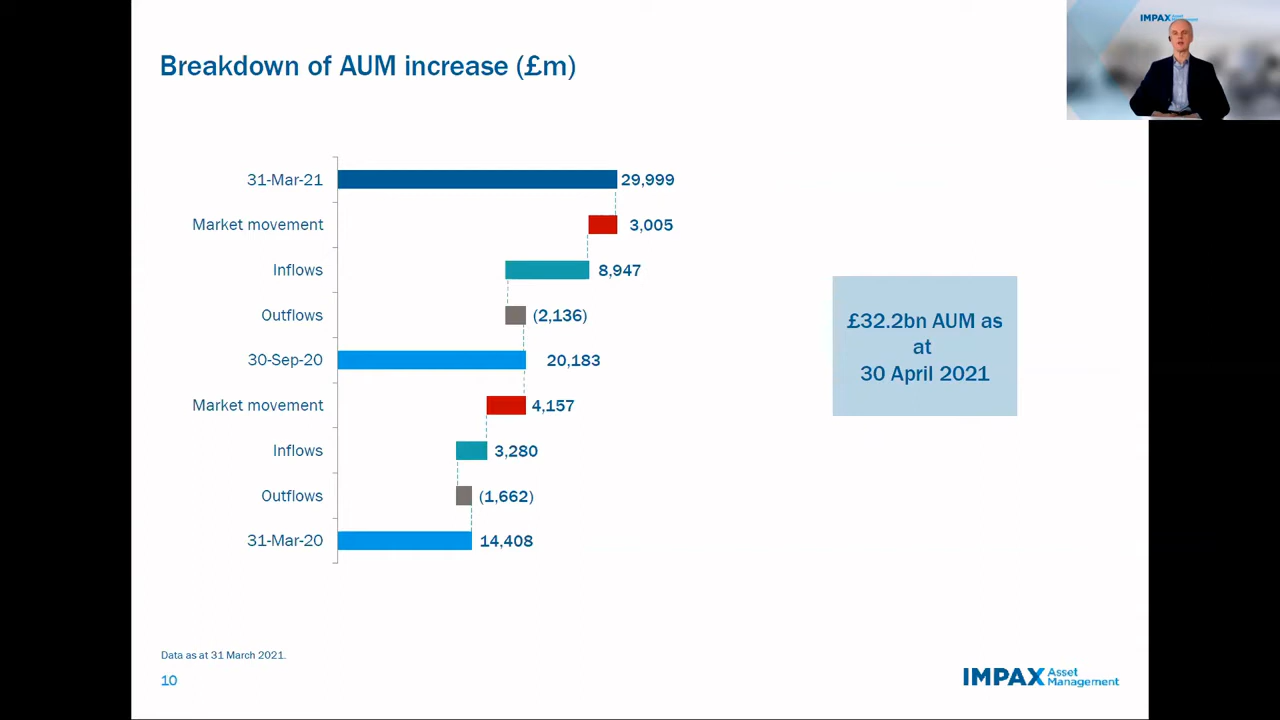 IMPAX Asset Management
Breakdown of AUM increase (£m)
31-Mar-21 29,999
Market movement 3,005
Inflows 8,947
Outflows (2,136)
30-Sep-20 20,183
Market movement 4,157
Inflows 3,280
Outflows (1,662)
31-Mar-20 14,408
£32.2bn AUM as
at
30 April 2021
Data as at 31 March 2021.
10
IMPAX Asset
Management